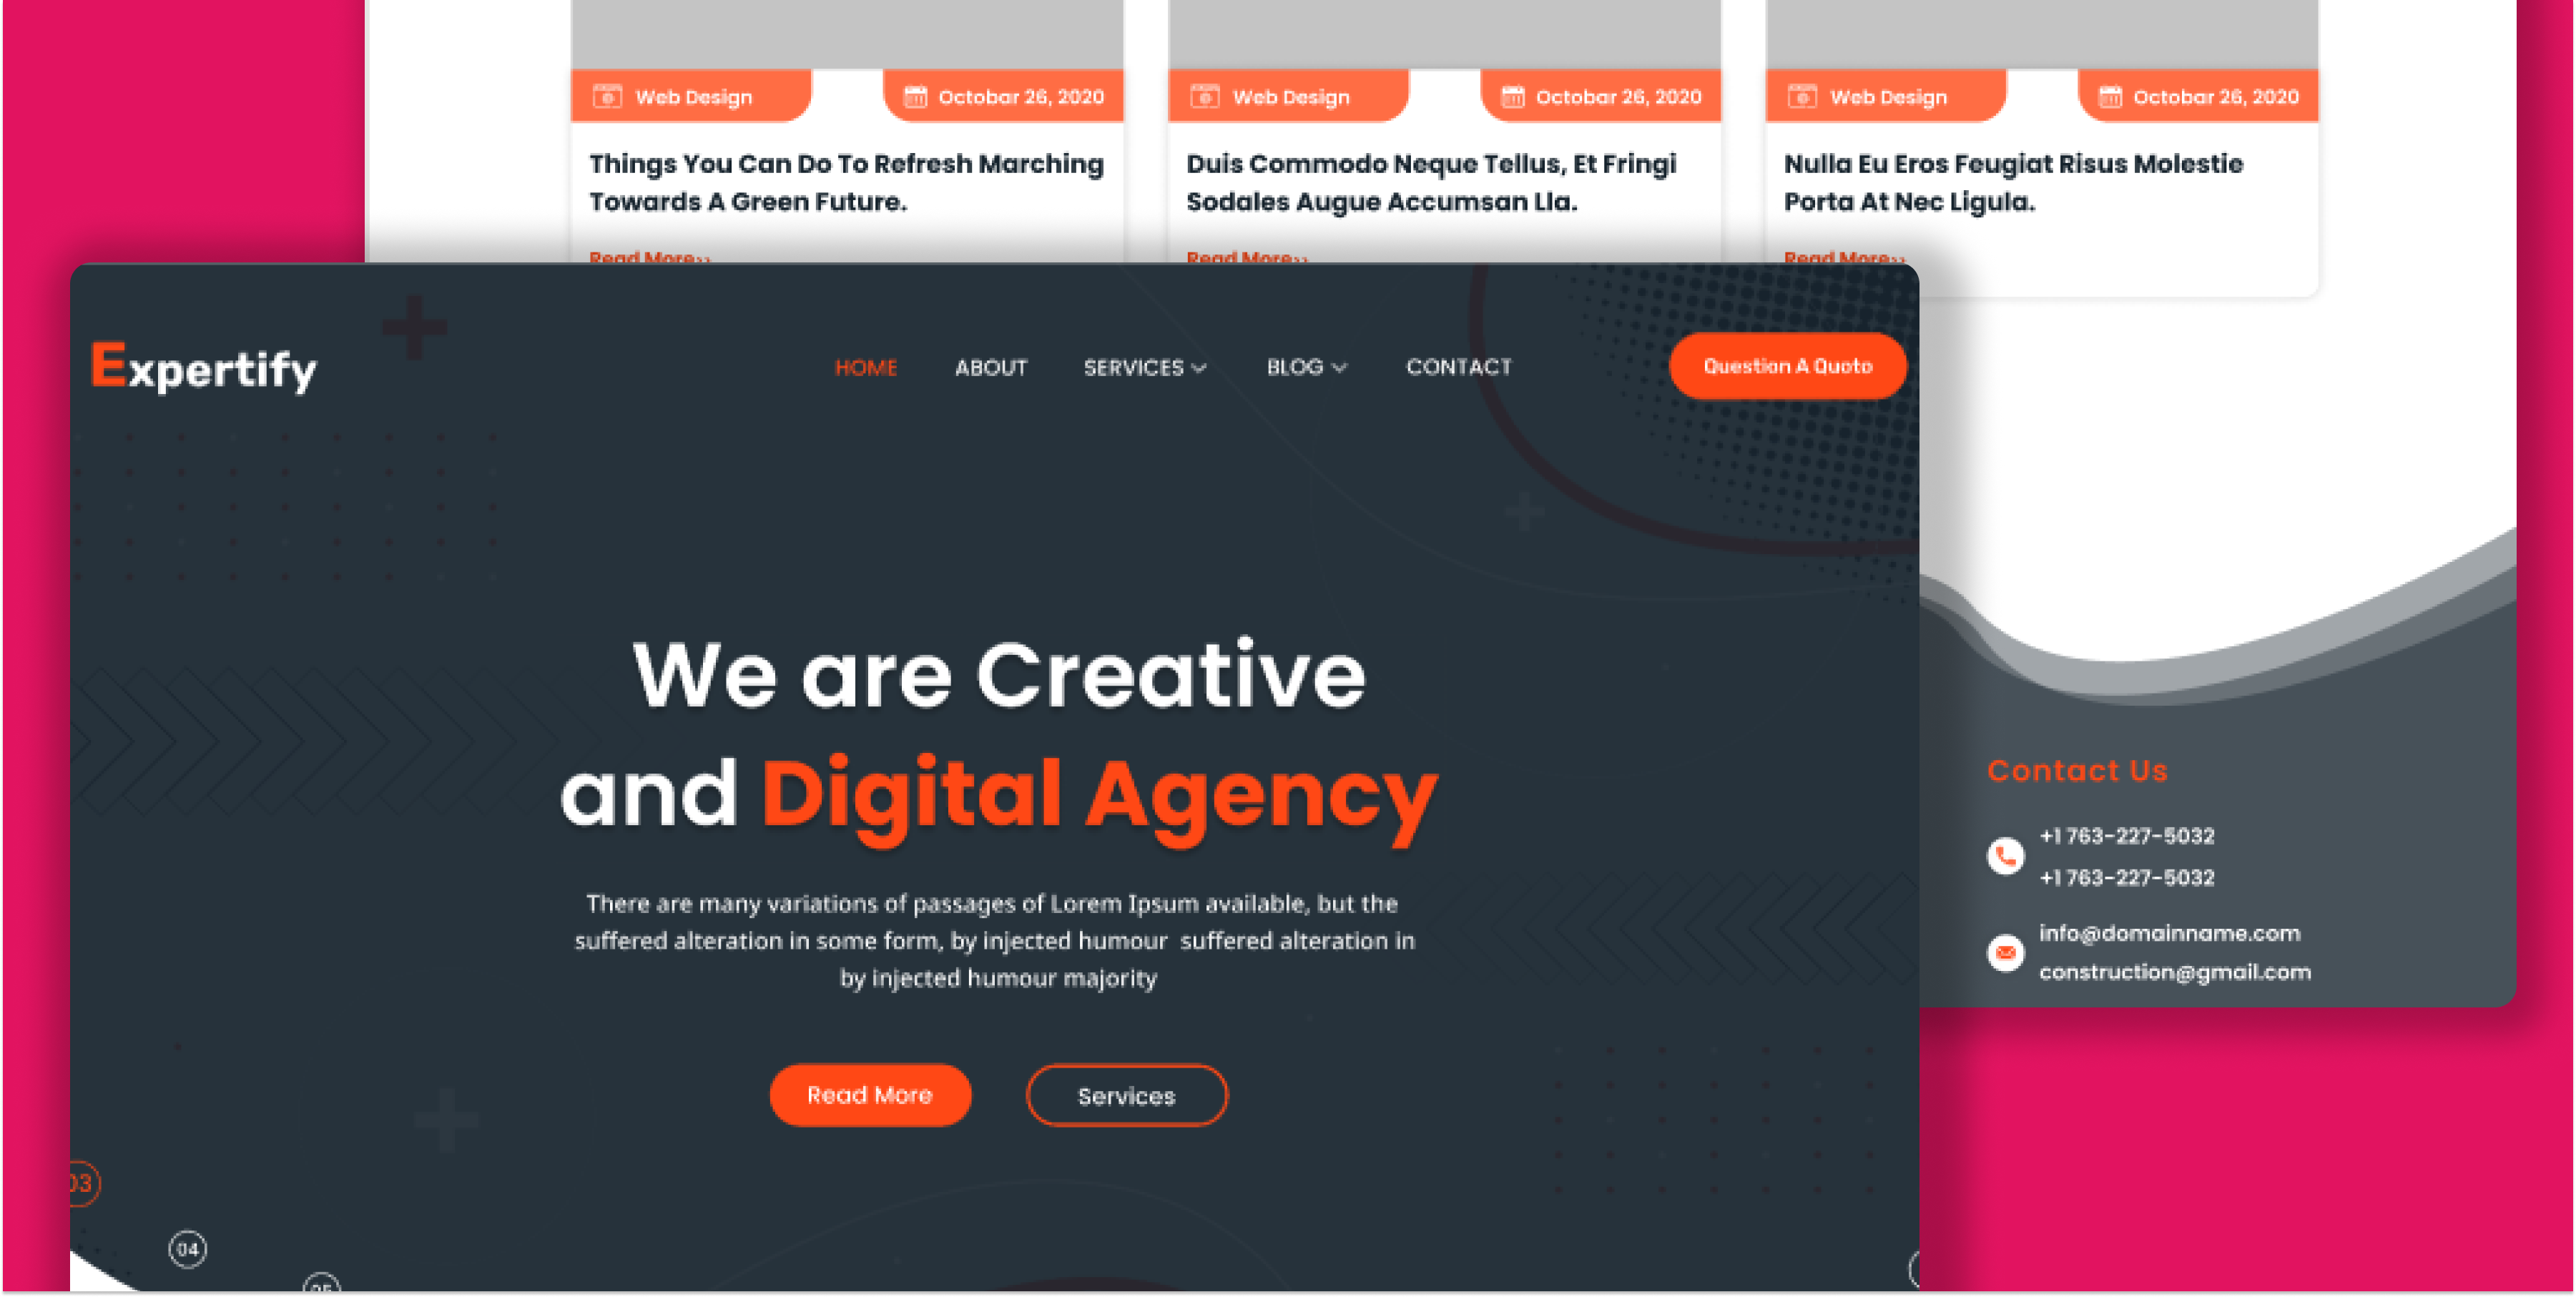 Web Design
Octobar 26, 2020
Web Design
Octobar 26, 2020
Web Design
Octobar 26, 2020
Things You Can Do To Refresh Marching
Towards A Green Future.
Duis Commodo Neque Tellus, Et Fringi
Sodales Augue Accumsan Lla.
Nulla Eu Eros Feugiat Risus Molestie
Porta At Nec Ligula.
Read More>>
Read More>>
Read More>>
Expertify
HOME
ABOUT
SERVICES
BLOG
CONTACT
Question A Quoto
We are Creative
and Digital Agency
There are many variations of passages of Lorem Ipsum available, but the
suffered alteration in some form, by injected humour suffered alteration in
by injected humour majority
Read More
Services
03
04
05
Contact Us
+1 763-227-5032
+1 763-227-5032
info@domainname.com
construction@gmail.com